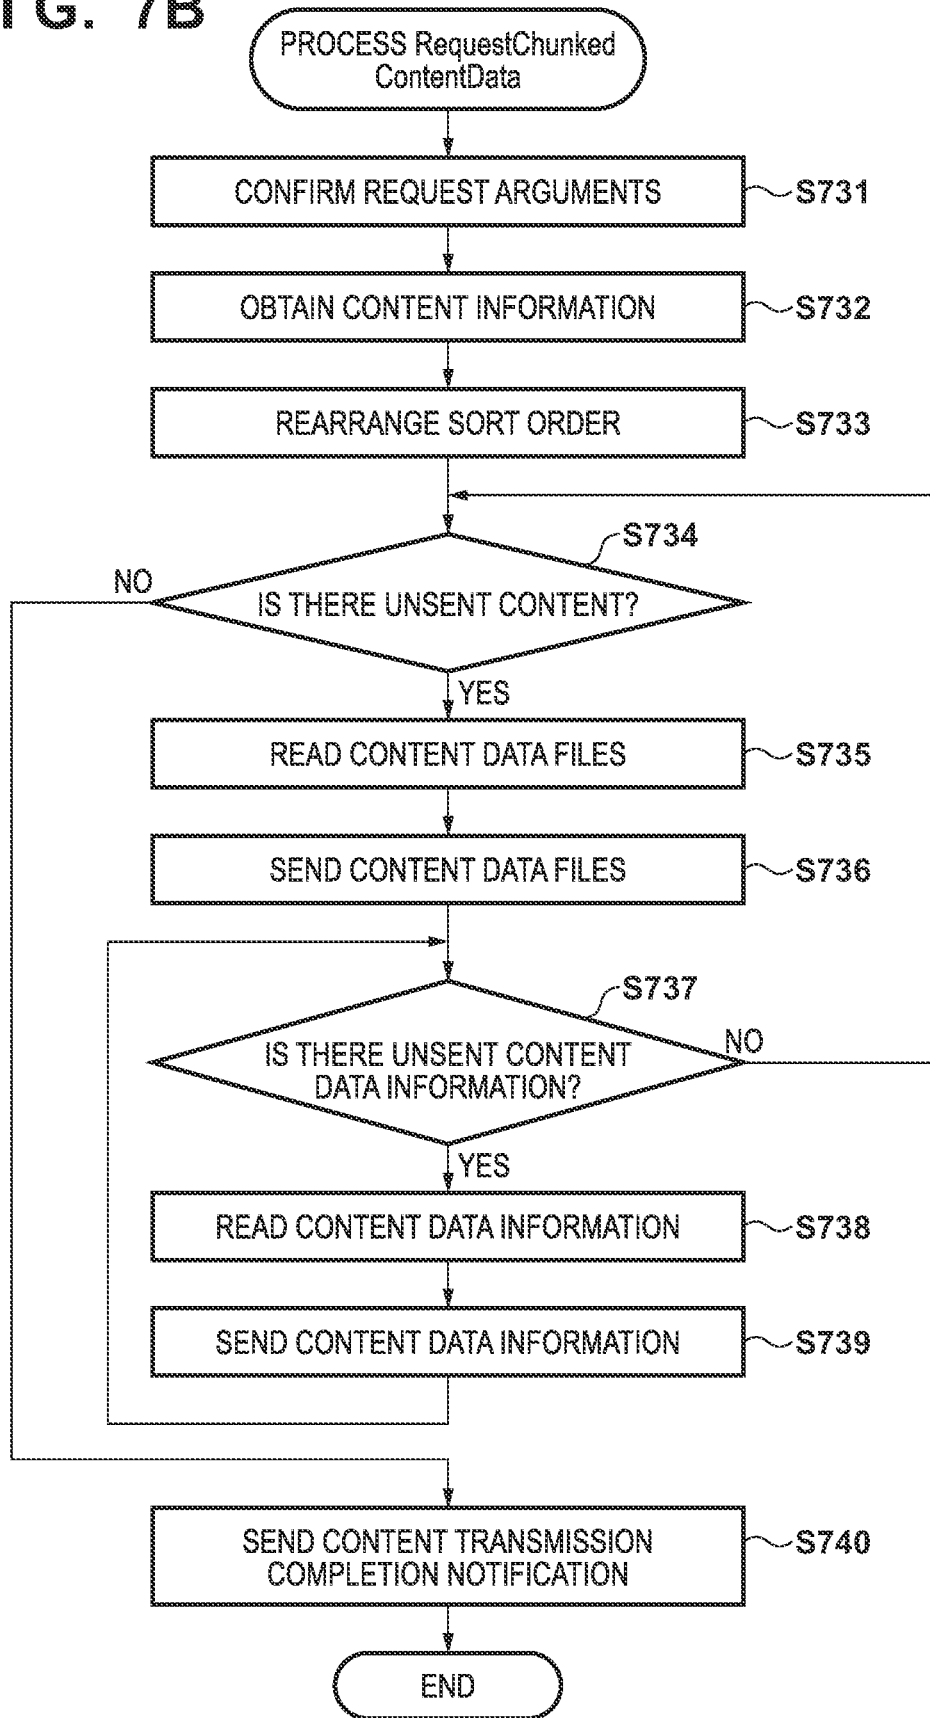 FIG. 7B
PROCESS RequestChunked
ContentData
CONFIRM REQUEST ARGUMENTS
S731
OBTAIN CONTENT INFORMATION
S732
REARRANGE SORT ORDER
S733
S734
NO
IS THERE UNSENT CONTENT?
YES
READ CONTENT DATA FILES
S735
SEND CONTENT DATA FILES
S736
S737
NO
IS THERE UNSENT CONTENT
DATA INFORMATION?
YES
READ CONTENT DATA INFORMATION
S738
SEND CONTENT DATA INFORMATION
S739
SEND CONTENT TRANSMISSION
COMPLETION NOTIFICATION
S740
END